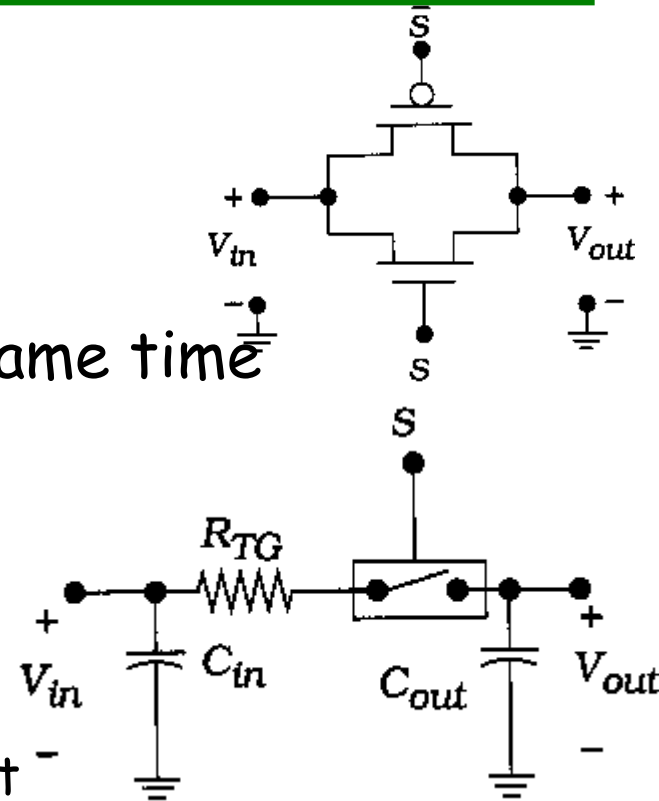 S̄
+ +
V_in V_out
- -
ame time
S
S
R_TG
+ +
V_in C_in C_out V_out
- -
t